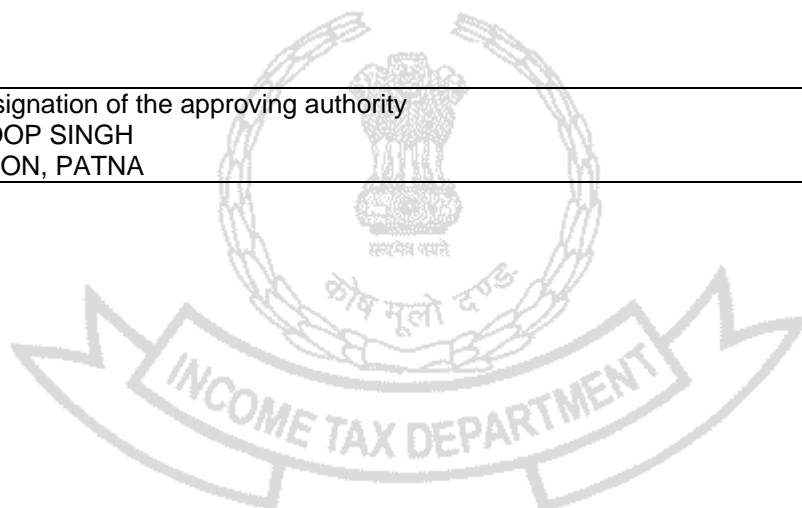 signation of the approving authority
OOP SINGH
ON, PATNA
सत्यमेव जयते
कोष मूलो दण्डः
INCOME TAX DEPARTMENT